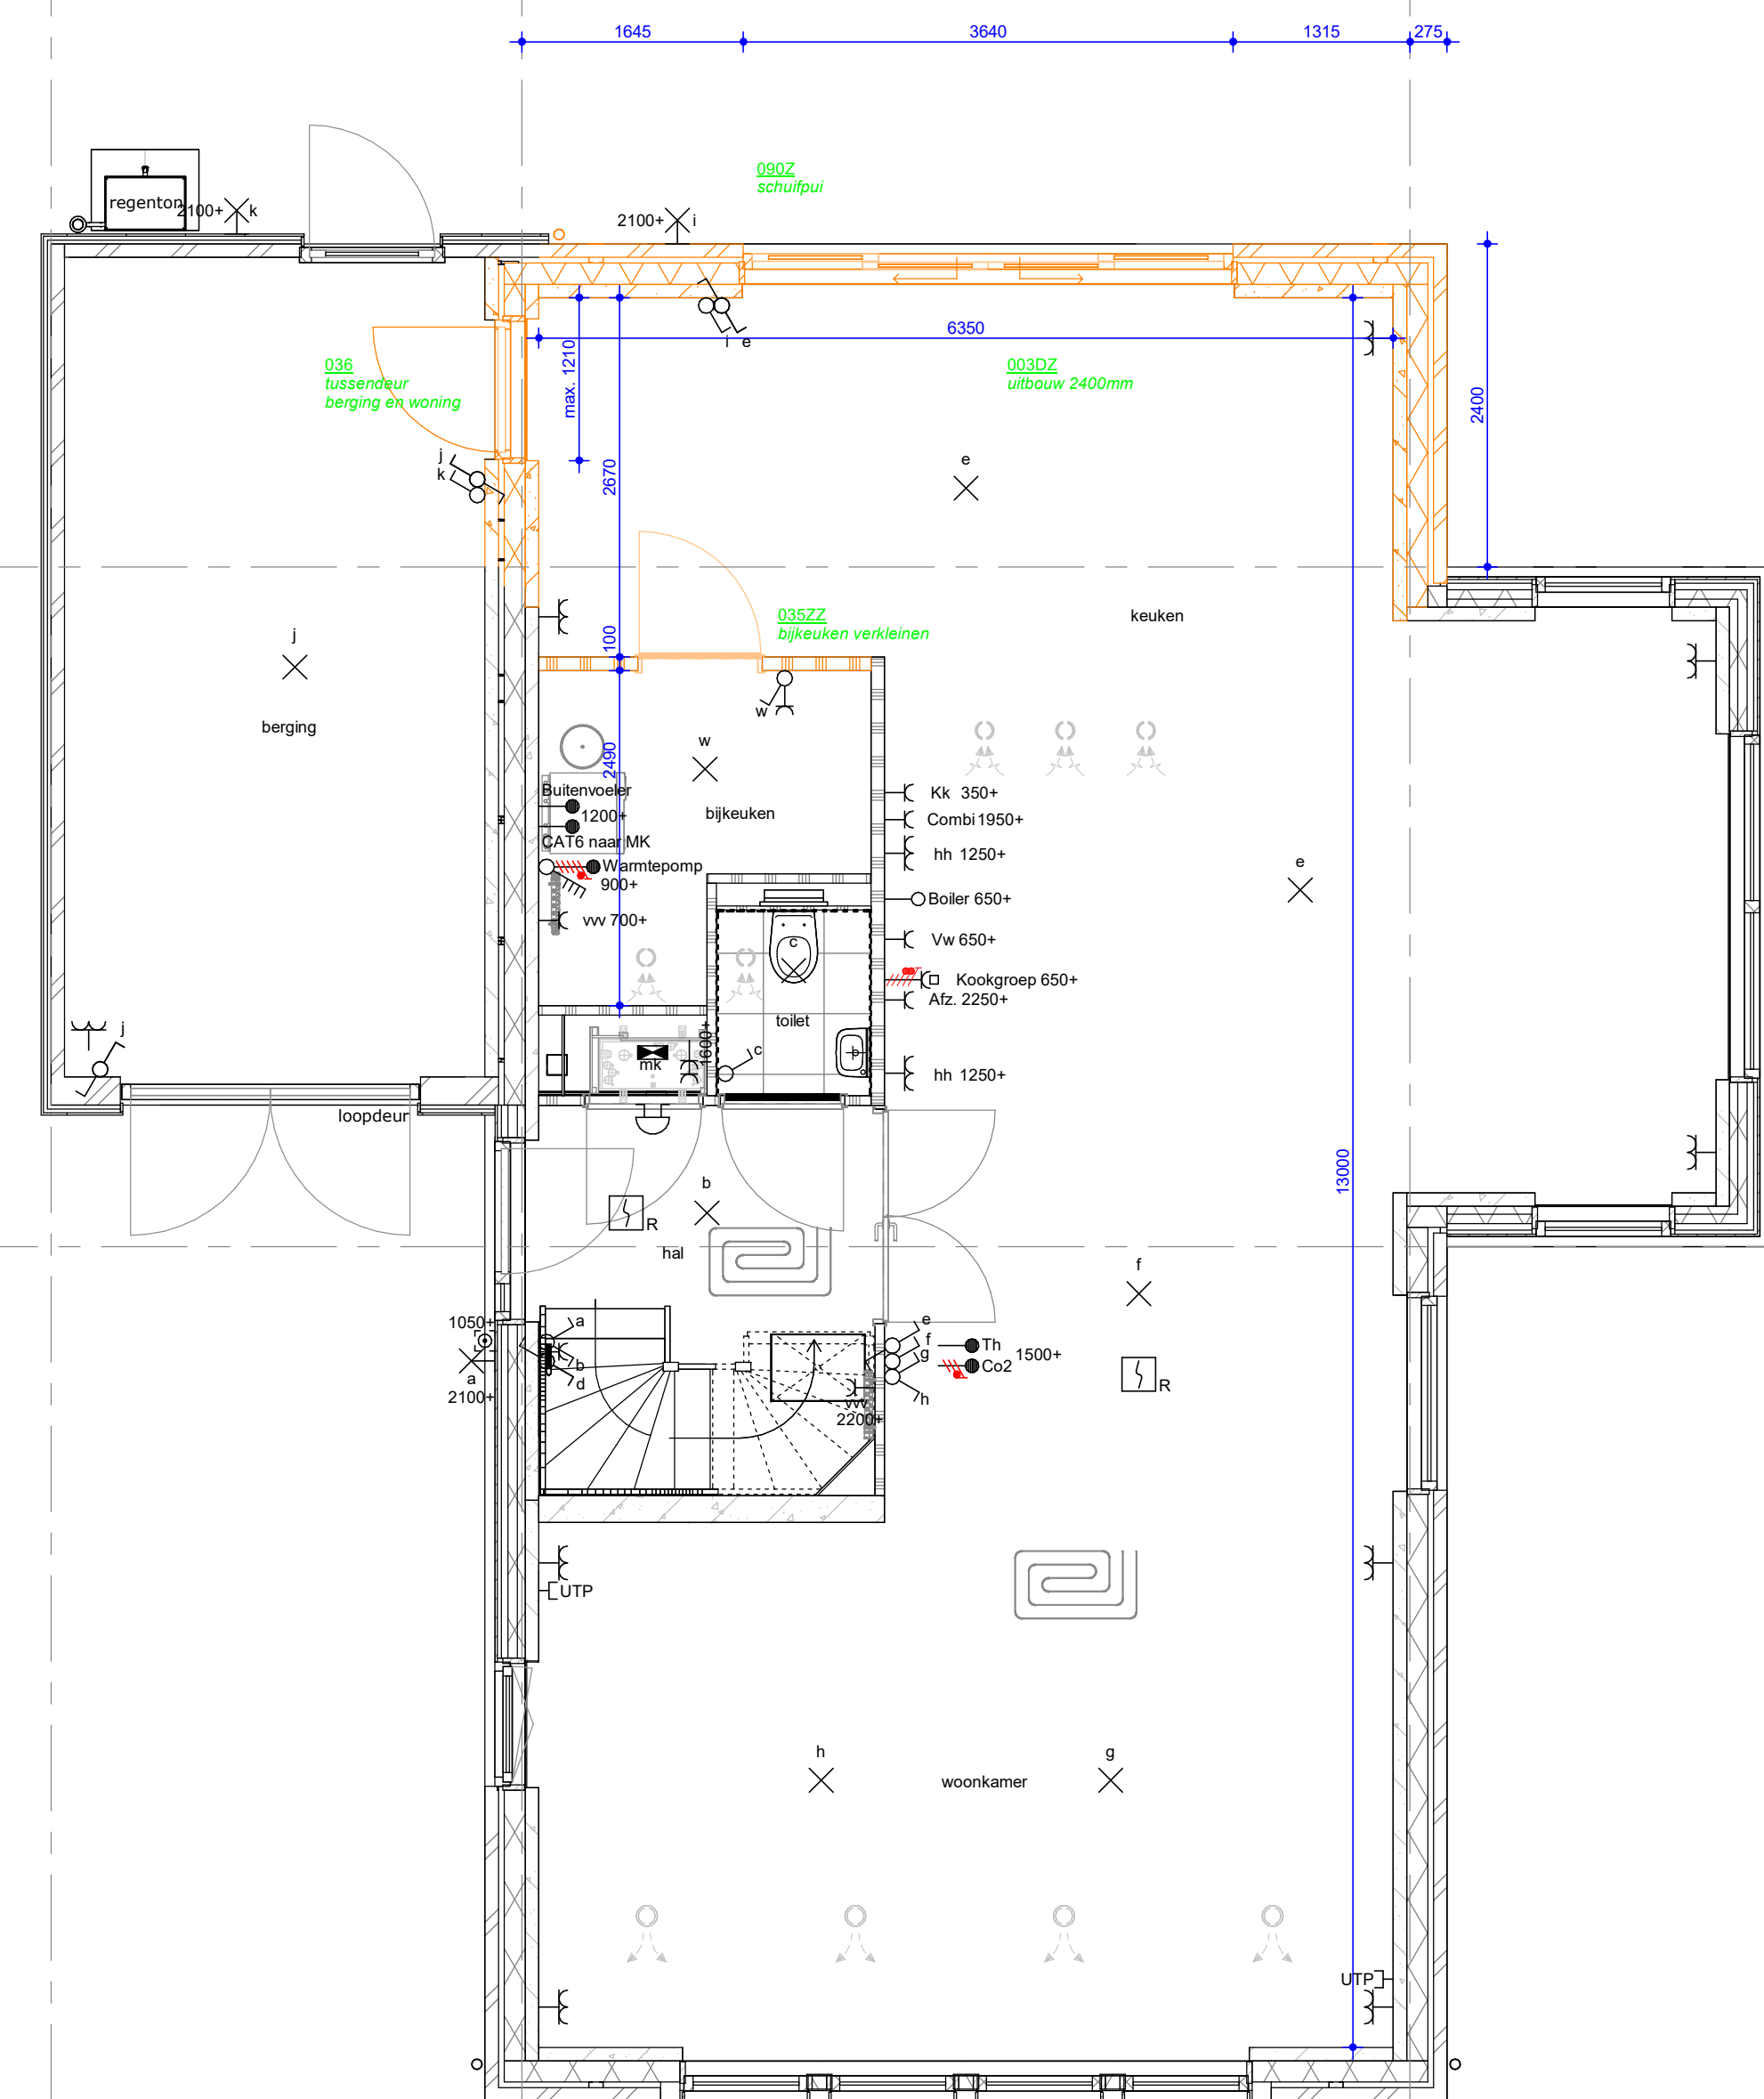 1645
3640
1315
275
090Z
schuifpui
regenton
2100+
k
2100+
i
6350
i
e
max. 1210
036
tussendeur
berging en woning
003DZ
uitbouw 2400mm
2400
j
k
2670
e
035ZZ
bijkeuken verkleinen
keuken
100
j
berging
w
w
2490
Buitenvoeler
1200+
CAT6 naar MK
bijkeuken
Kk 350+
Combi 1950+
hh 1250+
Warmtepomp
900+
e
Boiler 650+
vvv 700+
Vw 650+
c
Kookgroep 650+
Afz. 2250+
toilet
j
1600+
c
b
mk
hh 1250+
loopdeur
13000
b
R
hal
f
1050+
a
b
d
a
2100+
e
f
g
h
Th
1500+
Co2
R
vvv
2200+
UTP
h
g
woonkamer
UTP